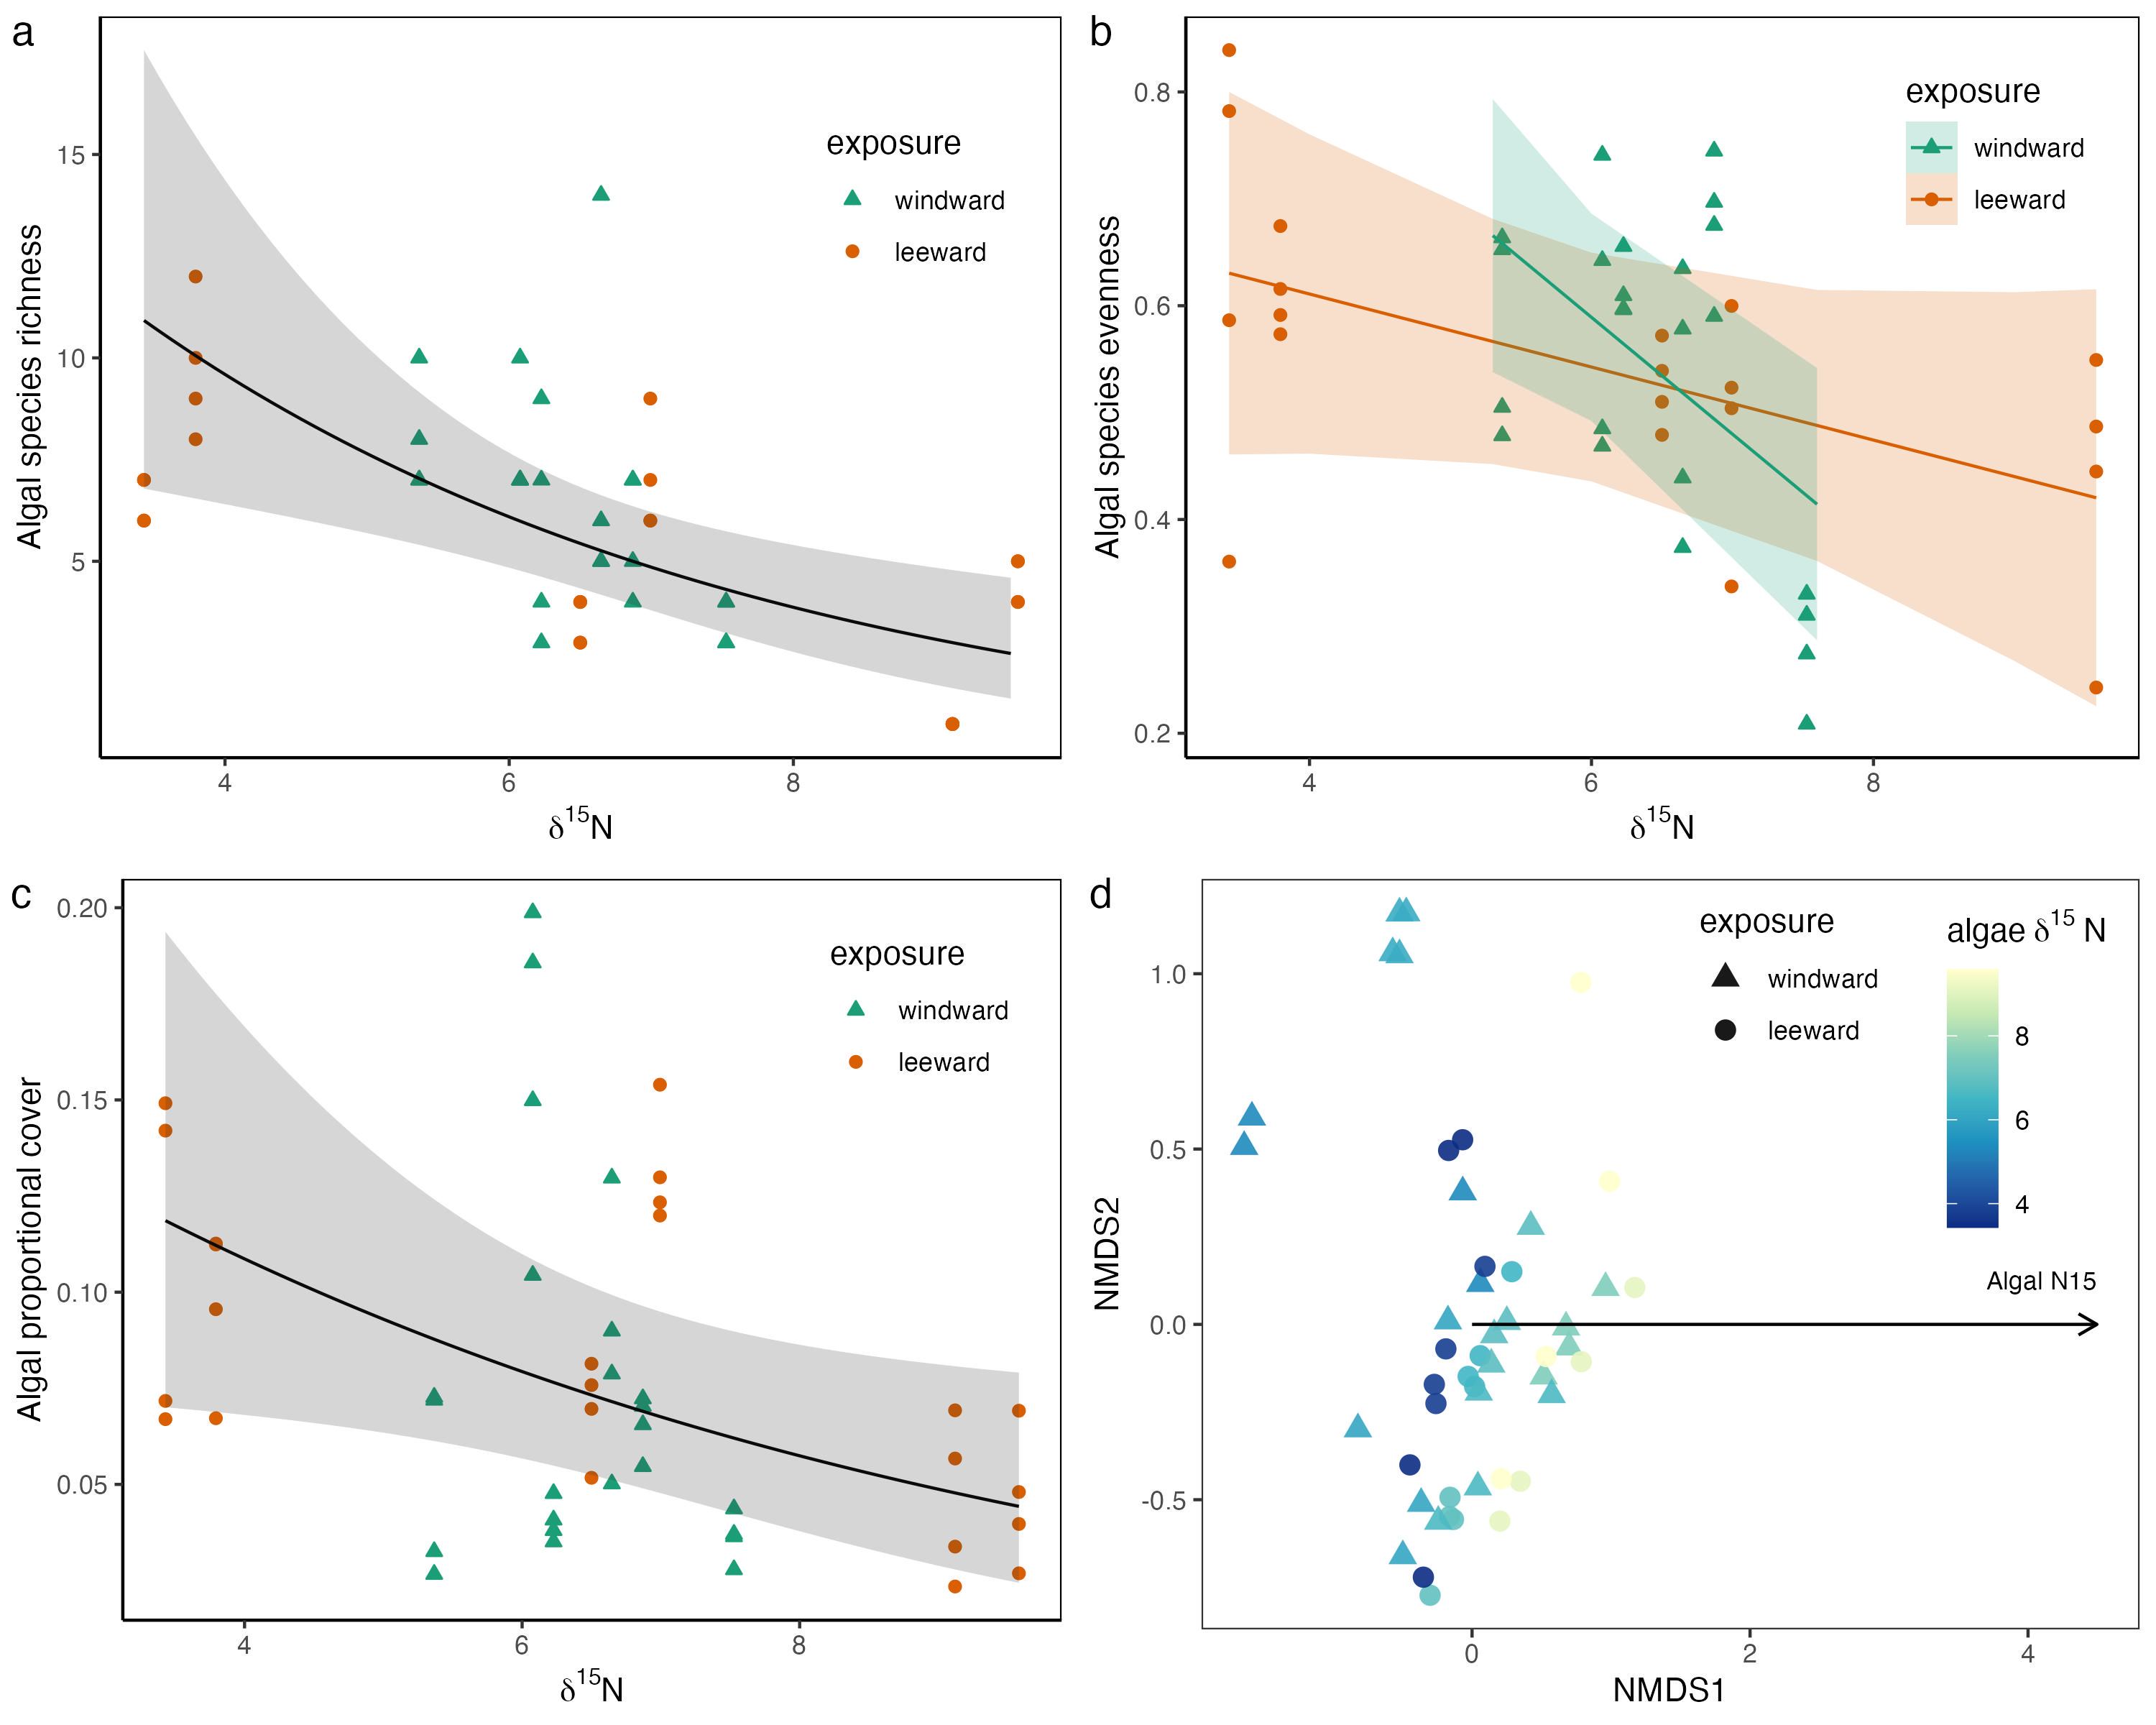 a
Algal species richness
15
10
5
4
6
8
δ15N
exposure
windward
leeward
b
Algal species evenness
0.8
0.6
0.4
0.2
4
6
8
δ15N
exposure
windward
leeward
c
Algal proportional cover
0.20
0.15
0.10
0.05
4
6
8
δ15N
exposure
windward
leeward
d
NMDS2
1.0
0.5
0.0
-0.5
0
2
4
NMDS1
exposure
windward
leeward
algae δ15 N
8
6
4
Algal N15